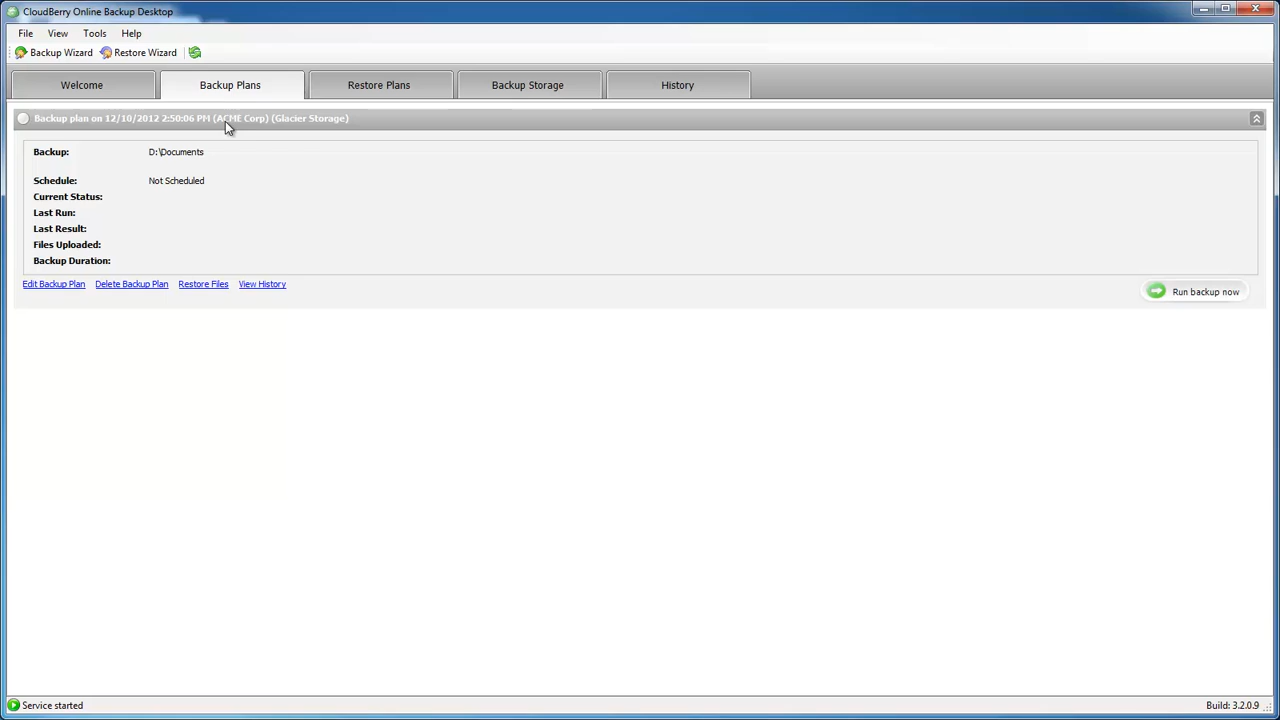 CloudBerry Online Backup Desktop
File View Tools Help
Backup Wizard Restore Wizard
Welcome Backup Plans Restore Plans Backup Storage History
Backup plan on 12/10/2012 2:50:06 PM (ACME Corp) (Glacier Storage)
Backup: D:\Documents
Schedule: Not Scheduled
Current Status:
Last Run:
Last Result:
Files Uploaded:
Backup Duration:
Edit Backup Plan Delete Backup Plan Restore Files View History
Run backup now
Service started
Build: 3.2.0.9